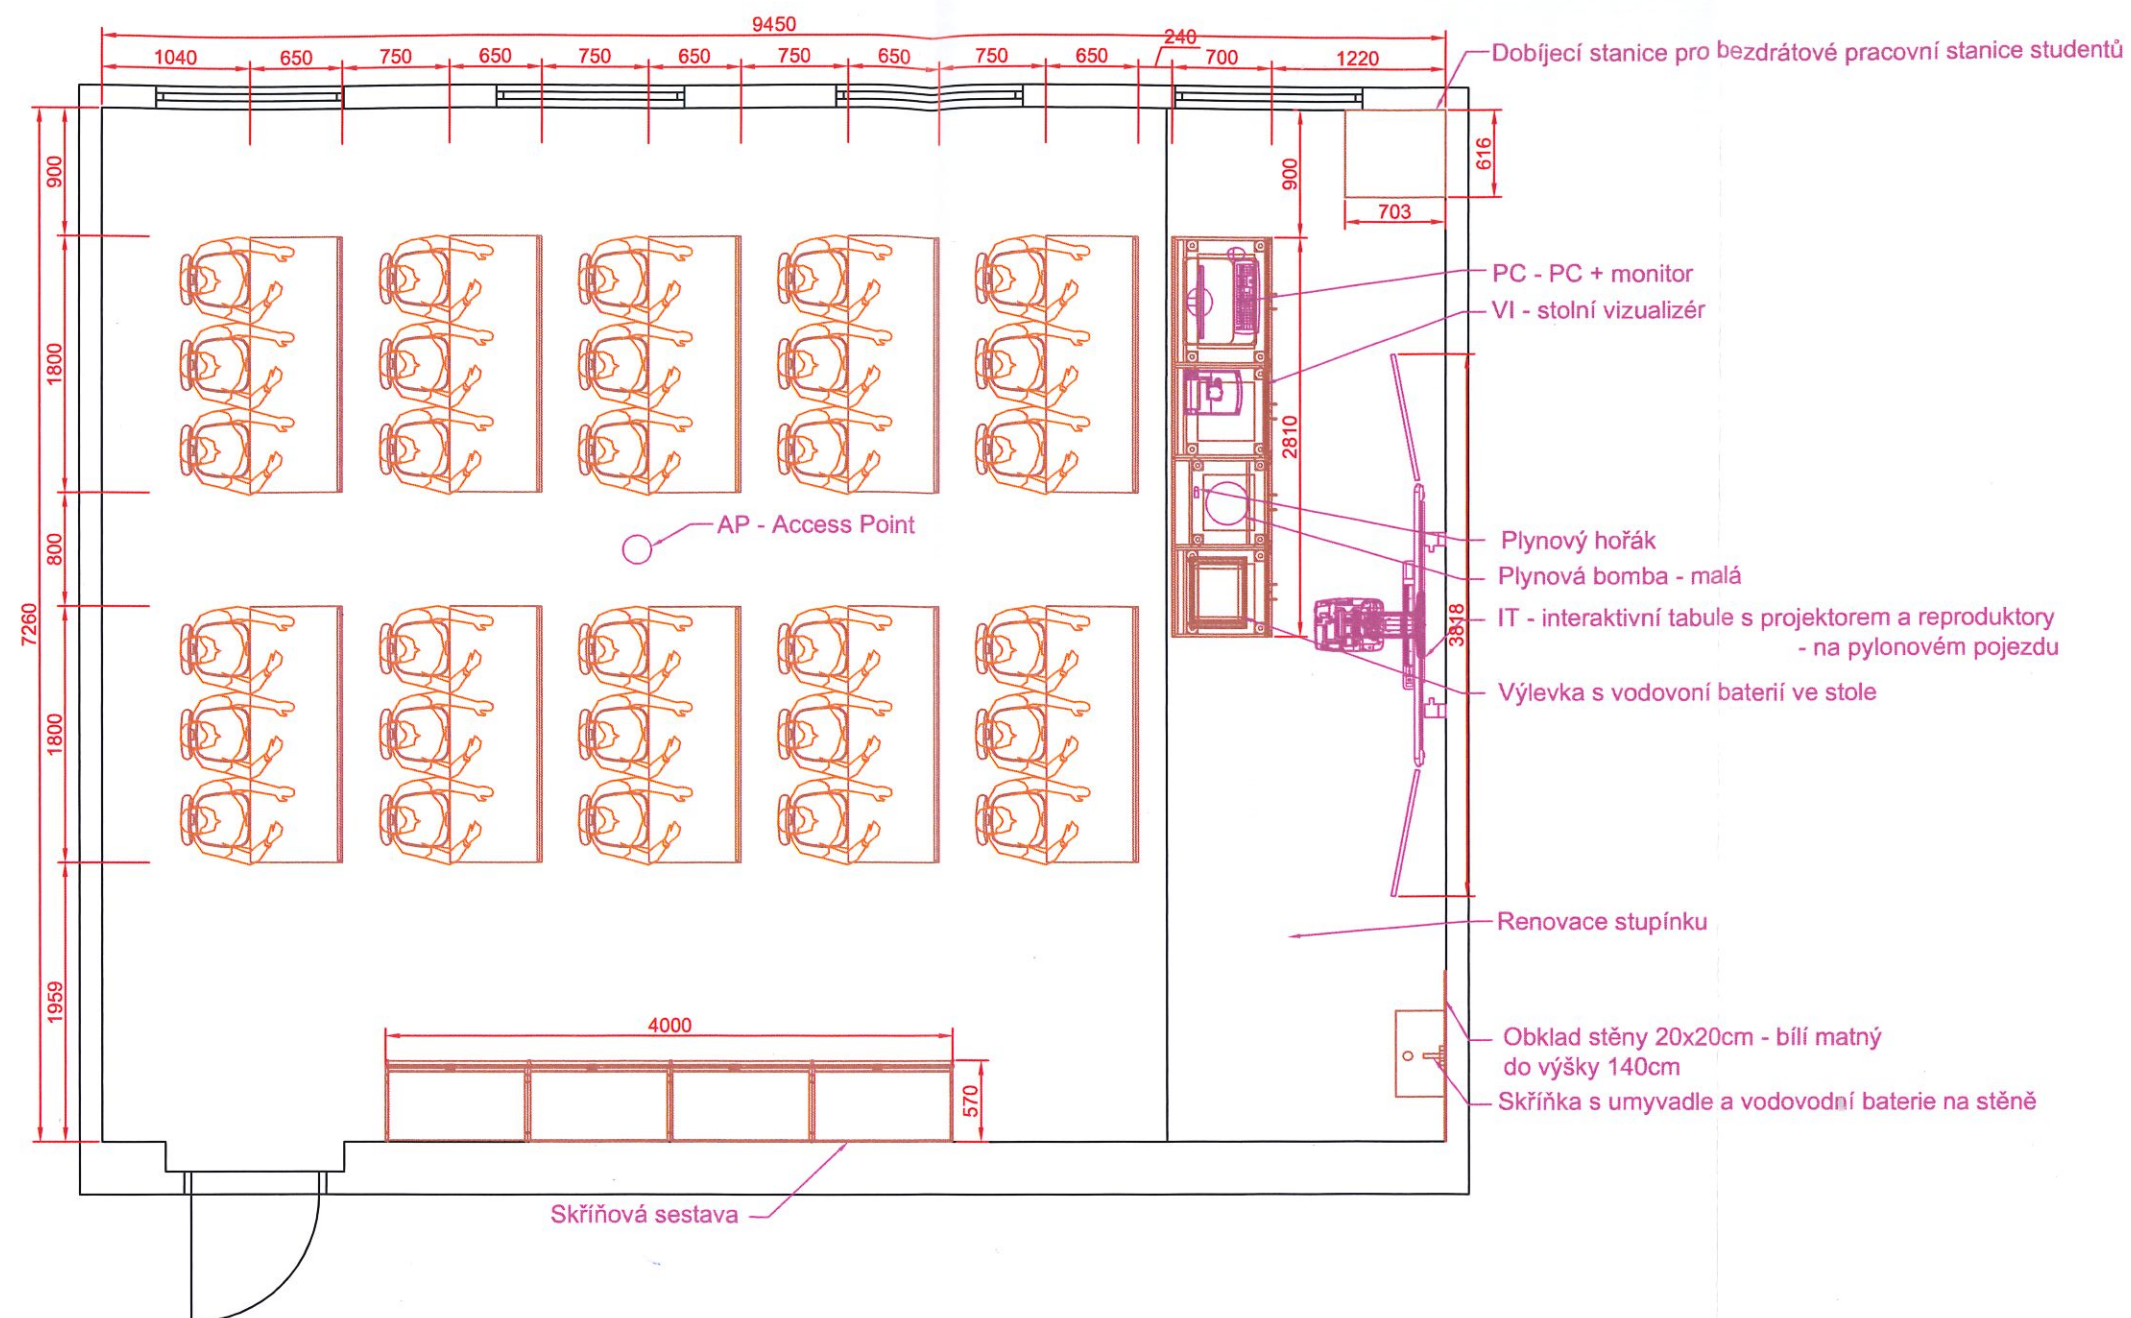 9450
1040 650 750 650 750 650 750 650 750 650 240 700 1220
Dobíjecí stanice pro bezdrátové pracovní stanice studentů
900
900
616
703
PC - PC + monitor
VI - stolní vizualizér
1800
2810
AP - Access Point
800
Plynový hořák
Plynová bomba - malá
7260
3818
IT - interaktivní tabule s projektorem a reproduktory
- na pylonovém pojezdu
Výlevka s vodovoní baterií ve stole
1800
Renovace stupínku
1959
4000
570
Obklad stěny 20x20cm - bílí matný
do výšky 140cm
Skříňka s umyvadle a vodovodní baterie na stěně
Skříňová sestava